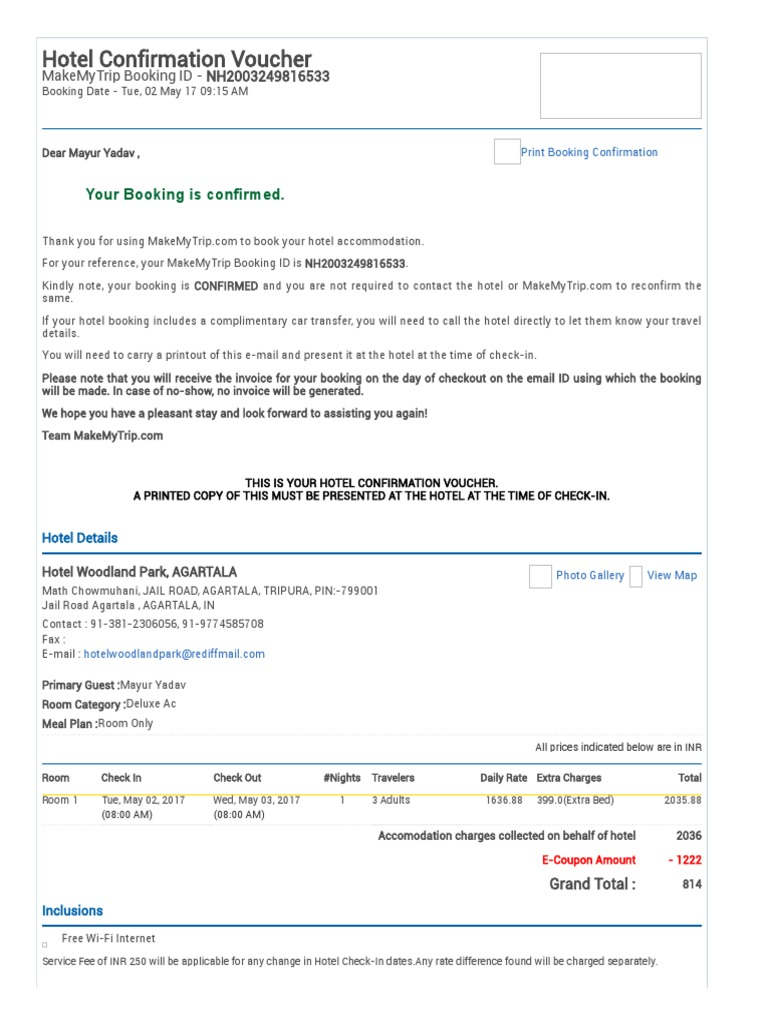 Hotel Confirmation Voucher
MakeMyTrip Booking ID - NH2003249816533
Booking Date - Tue, 02 May 17 09:15 AM
Dear Mayur Yadav ,
Print Booking Confirmation
Your Booking is confirmed.
Thank you for using MakeMyTrip.com to book your hotel accommodation.
For your reference, your MakeMyTrip Booking ID is NH2003249816533.
Kindly note, your booking is CONFIRMED and you are not required to contact the hotel or MakeMyTrip.com to reconfirm the
same.
If your hotel booking includes a complimentary car transfer, you will need to call the hotel directly to let them know your travel
details.
You will need to carry a printout of this e-mail and present it at the hotel at the time of check-in.
Please note that you will receive the invoice for your booking on the day of checkout on the email ID using which the booking
will be made. In case of no-show, no invoice will be generated.
We hope you have a pleasant stay and look forward to assisting you again!
Team MakeMyTrip.com
THIS IS YOUR HOTEL CONFIRMATION VOUCHER.
A PRINTED COPY OF THIS MUST BE PRESENTED AT THE HOTEL AT THE TIME OF CHECK-IN.
Hotel Details
Hotel Woodland Park, AGARTALA
Photo Gallery View Map
Math Chowmuhani, JAIL ROAD, AGARTALA, TRIPURA, PIN:-799001
Jail Road Agartala , AGARTALA, IN
Contact : 91-381-2306056, 91-9774585708
Fax :
E-mail : hotelwoodlandpark@rediffmail.com
Primary Guest :Mayur Yadav
Room Category :Deluxe Ac
Meal Plan :Room Only
All prices indicated below are in INR
Room Check In Check Out #Nights Travelers Daily Rate Extra Charges Total
Room 1 Tue, May 02, 2017 Wed, May 03, 2017 1 3 Adults 1636.88 399.0(Extra Bed) 2035.88
(08:00 AM) (08:00 AM)
Accomodation charges collected on behalf of hotel 2036
E-Coupon Amount - 1222
Grand Total : 814
Inclusions
Free Wi-Fi Internet
Service Fee of INR 250 will be applicable for any change in Hotel Check-In dates.Any rate difference found will be charged separately.